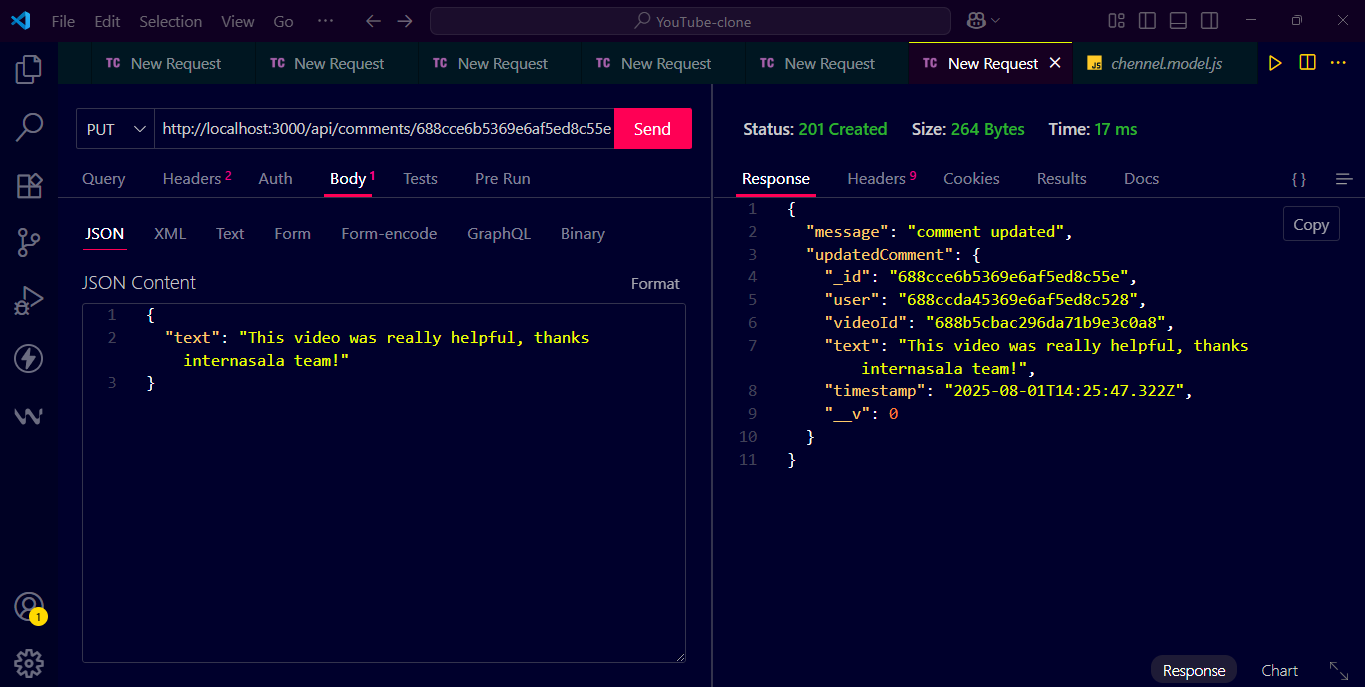 File Edit Selection View Go ··· YouTube-clone
TC New Request TC New Request TC New Request TC New Request TC New Request TC New Request JS chennel.model.js
PUT http://localhost:3000/api/comments/688cce6b5369e6af5ed8c55e Send
Query Headers 2 Auth Body 1 Tests Pre Run
JSON XML Text Form Form-encode GraphQL Binary
JSON Content Format
1 {
2 "text": "This video was really helpful, thanks
internasala team!"
3 }
Status: 201 Created Size: 264 Bytes Time: 17 ms
Response Headers 9 Cookies Results Docs { }
Copy
1 {
2 "message": "comment updated",
3 "updatedComment": {
4 "_id": "688cce6b5369e6af5ed8c55e",
5 "user": "688ccda45369e6af5ed8c528",
6 "videoId": "688b5cbac296da71b9e3c0a8",
7 "text": "This video was really helpful, thanks
internasala team!",
8 "timestamp": "2025-08-01T14:25:47.322Z",
9 "__v": 0
10 }
11 }
1
Response Chart